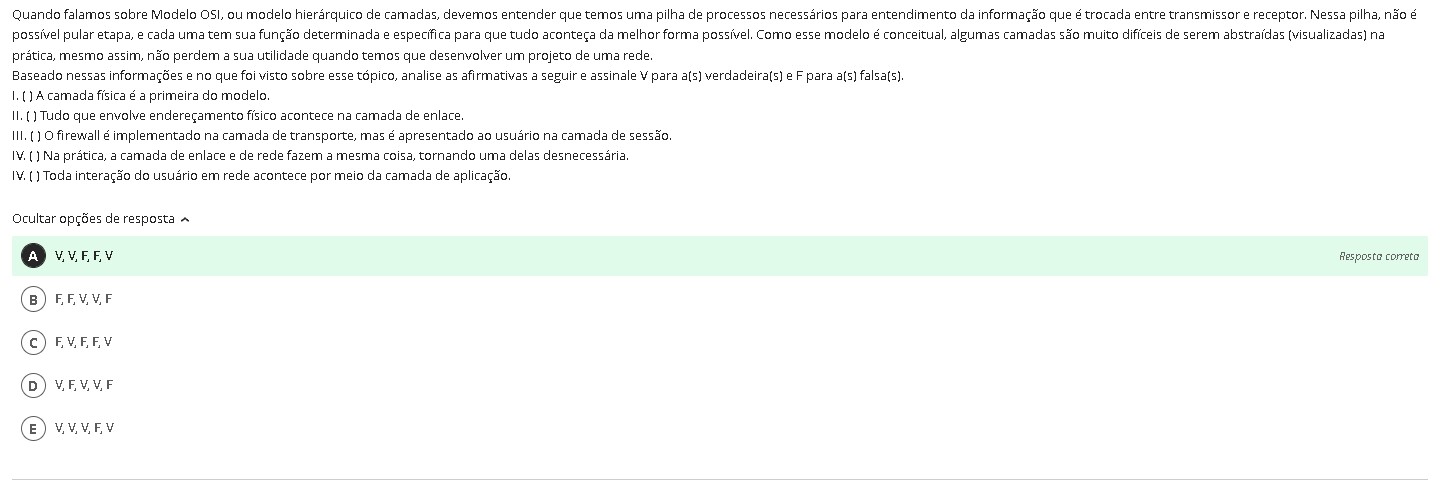 Quando falamos sobre Modelo OSI, ou modelo hierárquico de camadas, devemos entender que temos uma pilha de processos necessários para entendimento da informação que é trocada entre transmissor e receptor. Nessa pilha, não é
possível pular etapa, e cada uma tem sua função determinada e específica para que tudo aconteça da melhor forma possível. Como esse modelo é conceitual, algumas camadas são muito difíceis de serem abstraídas (visualizadas) na
prática, mesmo assim, não perdem a sua utilidade quando temos que desenvolver um projeto de uma rede.
Baseado nessas informações e no que foi visto sobre esse tópico, analise as afirmativas a seguir e assinale V para a(s) verdadeira(s) e F para a(s) falsa(s).
I. ( ) A camada física é a primeira do modelo.
II. ( ) Tudo que envolve endereçamento físico acontece na camada de enlace.
III. ( ) O firewall é implementado na camada de transporte, mas é apresentado ao usuário na camada de sessão.
IV. ( ) Na prática, a camada de enlace e de rede fazem a mesma coisa, tornando uma delas desnecessária.
IV. ( ) Toda interação do usuário em rede acontece por meio da camada de aplicação.
Ocultar opções de resposta
A V, V, F, F, V Resposta correta
B F, F, V, V, F
C F, V, F, F, V
D V, F, V, V, F
E V, V, V, F, V